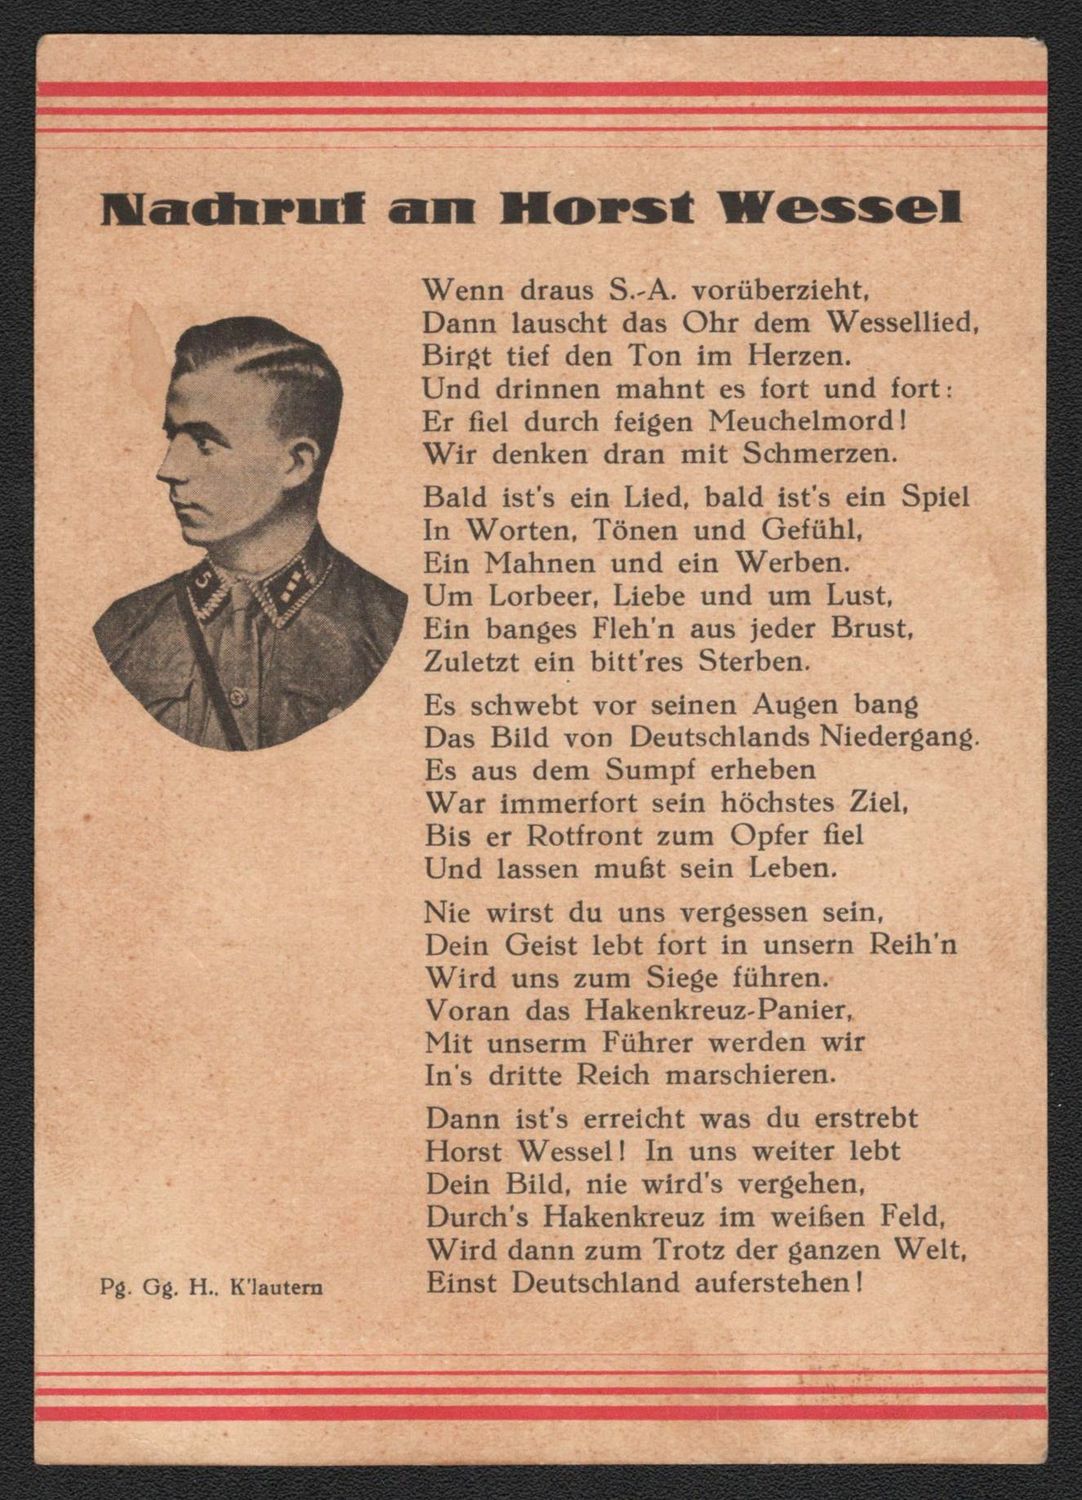 Nachruf an Horst Wessel
Wenn draus S.-A. vorüberzieht,
Dann lauscht das Ohr dem Wessellied,
Birgt tief den Ton im Herzen.
Und drinnen mahnt es fort und fort:
Er fiel durch feigen Meuchelmord!
Wir denken dran mit Schmerzen.
Bald ist's ein Lied, bald ist's ein Spiel
In Worten, Tönen und Gefühl,
Ein Mahnen und ein Werben.
Um Lorbeer, Liebe und um Lust,
Ein banges Fleh'n aus jeder Brust,
Zuletzt ein bitt'res Sterben.
Es schwebt vor seinen Augen bang
Das Bild von Deutschlands Niedergang.
Es aus dem Sumpf erheben
War immerfort sein höchstes Ziel,
Bis er Rotfront zum Opfer fiel
Und lassen mußt sein Leben.
Nie wirst du uns vergessen sein,
Dein Geist lebt fort in unsern Reih'n
Wird uns zum Siege führen.
Voran das Hakenkreuz-Panier,
Mit unserm Führer werden wir
In's dritte Reich marschieren.
Dann ist's erreicht was du erstrebt
Horst Wessel! In uns weiter lebt
Dein Bild, nie wird's vergehen,
Durch's Hakenkreuz im weißen Feld,
Wird dann zum Trotz der ganzen Welt,
Einst Deutschland auferstehen!
Pg. Gg. H., K'lautern
5